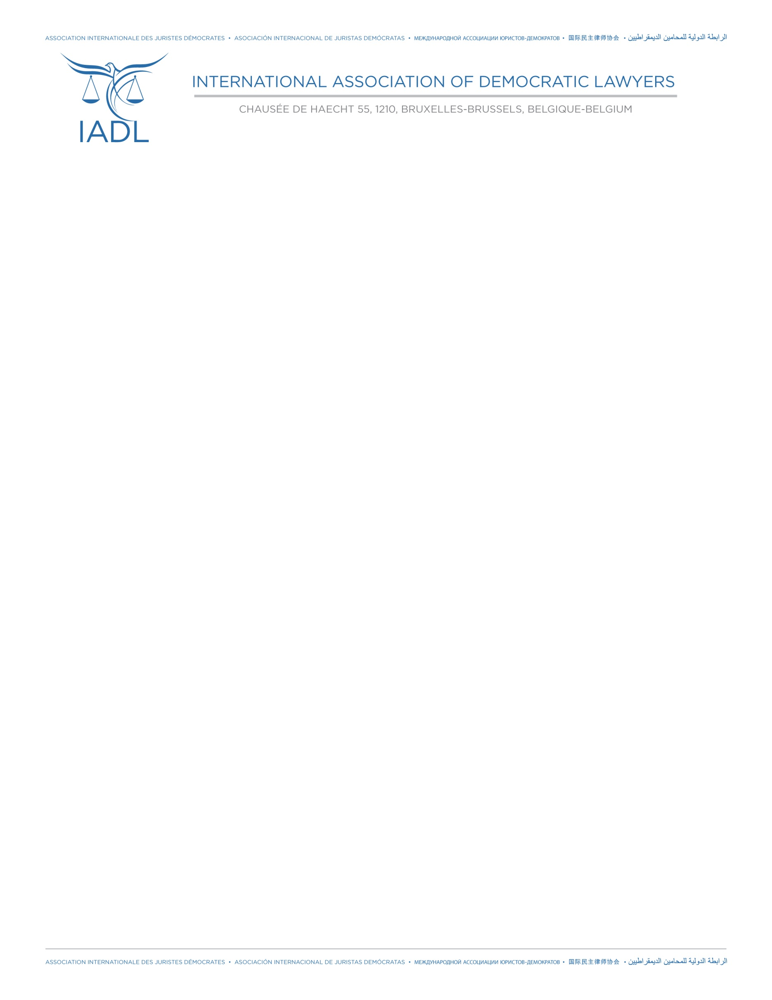 ASSOCIATION INTERNATIONALE DES JURISTES DÉMOCRATES • ASOCIACIÓN INTERNACIONAL DE JURISTAS DEMÓCRATAS • МЕЖДУНАРОДНОЙ АССОЦИАЦИИ ЮРИСТОВ-ДЕМОКРАТОВ • 国际民主律师协会 • الرابطة الدولية للمحامين الديمقراطيين
INTERNATIONAL ASSOCIATION OF DEMOCRATIC LAWYERS
CHAUSÉE DE HAECHT 55, 1210, BRUXELLES-BRUSSELS, BELGIQUE-BELGIUM
IADL
ASSOCIATION INTERNATIONALE DES JURISTES DÉMOCRATES • ASOCIACIÓN INTERNACIONAL DE JURISTAS DEMÓCRATAS • МЕЖДУНАРОДНОЙ АССОЦИАЦИИ ЮРИСТОВ-ДЕМОКРАТОВ • 国际民主律师协会 • الرابطة الدولية للمحامين الديمقراطيين